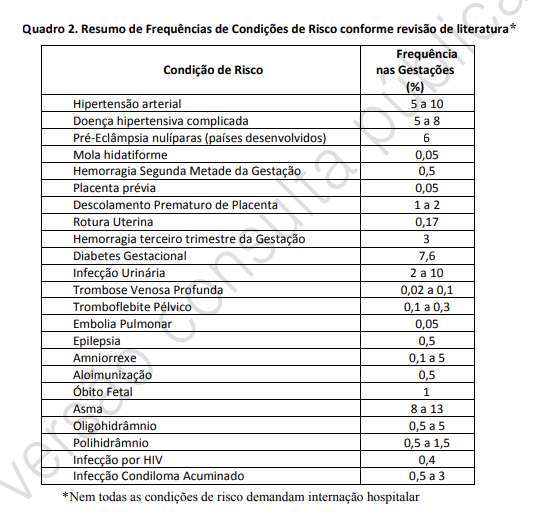 Quadro 2. Resumo de Frequências de Condições de Risco conforme revisão de literatura*
Condição de Risco
Frequência
nas Gestações
(%)
Hipertensão arterial 5 a 10
Doença hipertensiva complicada 5 a 8
Pré-Eclâmpsia nulíparas (países desenvolvidos) 6
Mola hidatiforme 0,05
Hemorragia Segunda Metade da Gestação 0,5
Placenta prévia 0,05
Descolamento Prematuro de Placenta 1 a 2
Rotura Uterina 0,17
Hemorragia terceiro trimestre da Gestação 3
Diabetes Gestacional 7,6
Infecção Urinária 2 a 10
Trombose Venosa Profunda 0,02 a 0,1
Tromboflebite Pélvico 0,1 a 0,3
Embolia Pulmonar 0,05
Epilepsia 0,5
Amniorrexe 0,1 a 5
Aloimunização 0,5
Óbito Fetal 1
Asma 8 a 13
Oligohidrâmnio 0,5 a 5
Polihidrâmnio 0,5 a 1,5
Infecção por HIV 0,4
Infecção Condiloma Acuminado 0,5 a 3
*Nem todas as condições de risco demandam internação hospitalar
versão consulta pública